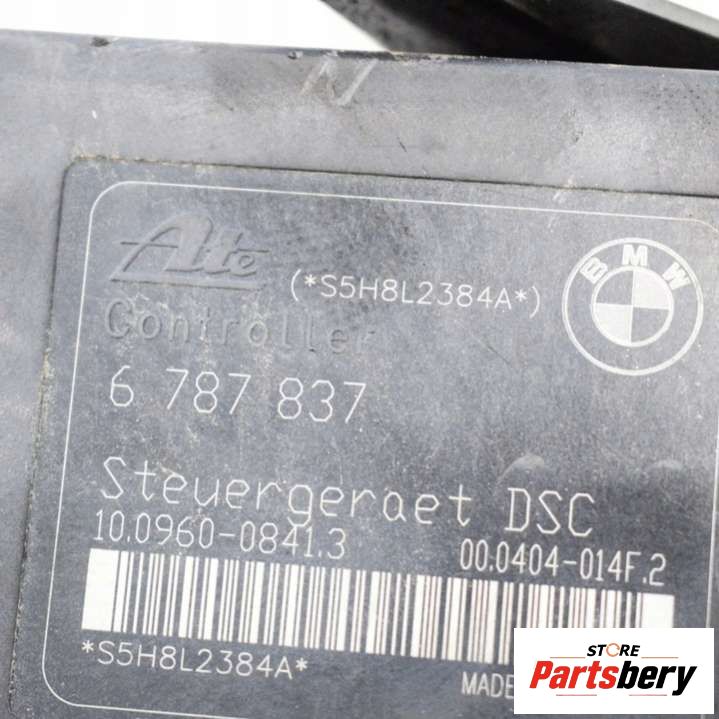 Ate
(*S5H8L2384A*)
BMW
Controller
6 787 837
Steuergeraet DSC
10.0960-0841.3
00.0404-014F.2
*S5H8L2384A*
MADE
STORE
Partsbery